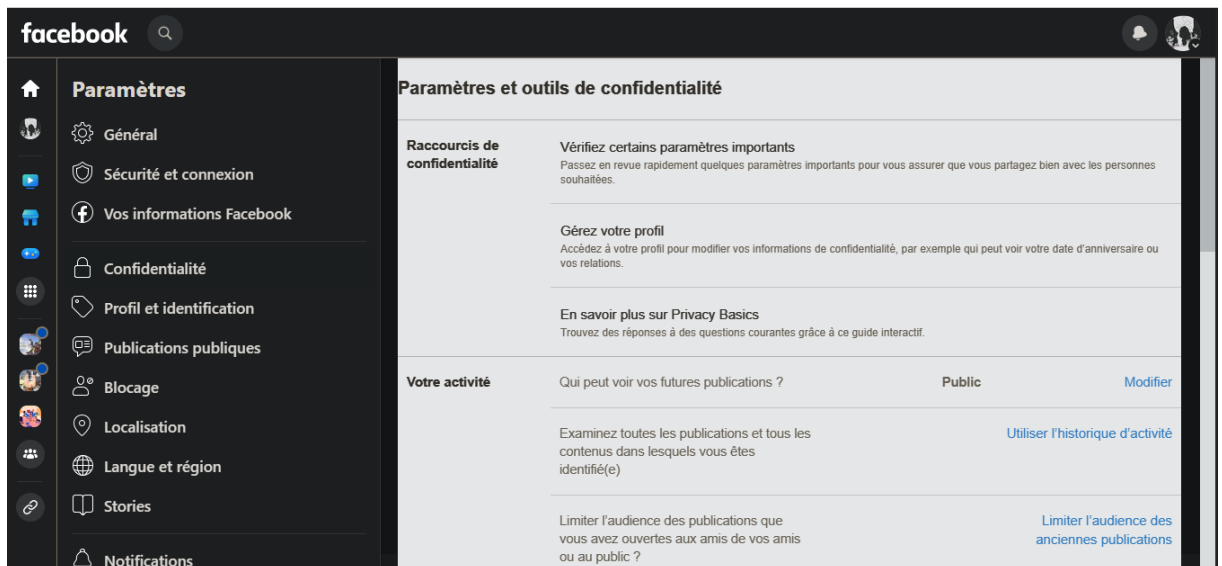 facebook
Paramètres
Général
Sécurité et connexion
Vos informations Facebook
Confidentialité
Profil et identification
Publications publiques
Blocage
Localisation
Langue et région
Stories
Notifications
Paramètres et outils de confidentialité
Raccourcis de
confidentialité
Vérifiez certains paramètres importants
Passez en revue rapidement quelques paramètres importants pour vous assurer que vous partagez bien avec les personnes
souhaitées.
Gérez votre profil
Accédez à votre profil pour modifier vos informations de confidentialité, par exemple qui peut voir votre date d'anniversaire ou
vos relations.
En savoir plus sur Privacy Basics
Trouvez des réponses à des questions courantes grâce à ce guide interactif.
Votre activité
Qui peut voir vos futures publications ? Public Modifier
Examinez toutes les publications et tous les
contenus dans lesquels vous êtes
identifié(e)
Utiliser l'historique d'activité
Limiter l'audience des publications que
vous avez ouvertes aux amis de vos amis
ou au public ?
Limiter l'audience des
anciennes publications